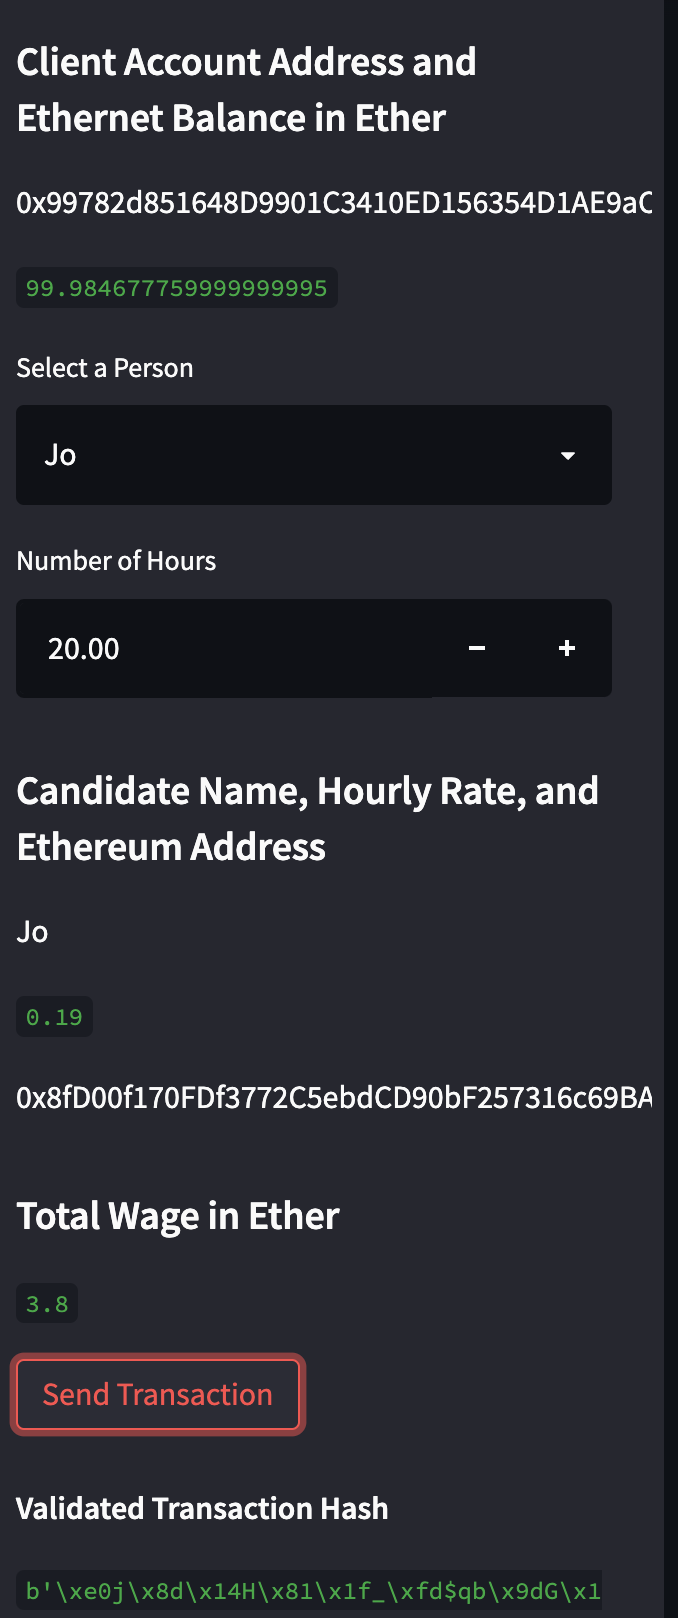 Client Account Address and
Ethernet Balance in Ether
0x99782d851648D9901C3410ED156354D1AE9aC
99.984677759999999995
Select a Person
Jo
Number of Hours
20.00 − +
Candidate Name, Hourly Rate, and
Ethereum Address
Jo
0.19
0x8fD00f170FDf3772C5ebdCD90bF257316c69BA
Total Wage in Ether
3.8
Send Transaction
Validated Transaction Hash
b'\xe0j\x8d\x14H\x81\x1f_\xfd$qb\x9dG\x1